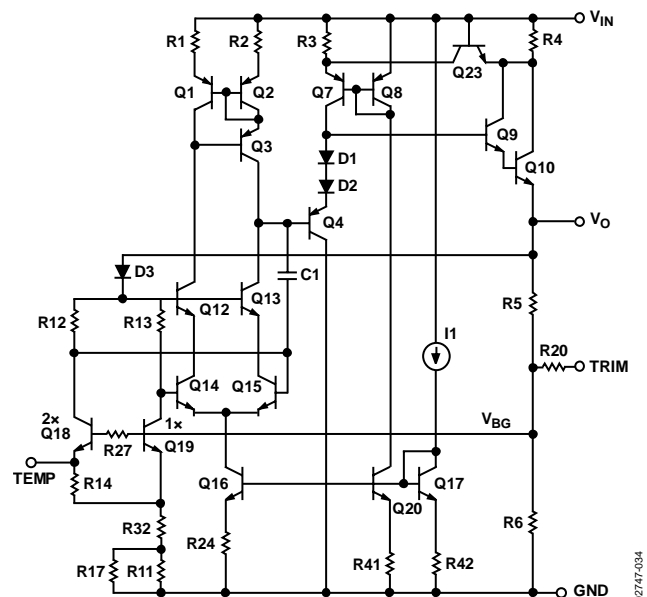 V_IN
R1
R2
R3
R4
Q23
Q1
Q2
Q7
Q8
Q3
Q9
D1
Q10
D2
Q4
V_O
D3
C1
Q12
Q13
R5
R12
R13
I1
R20
TRIM
Q14
Q15
2×
Q18
1×
V_BG
R27
Q19
TEMP
R14
Q16
Q20
Q17
R32
R24
R6
R17
R11
R41
R42
GND
02747-034